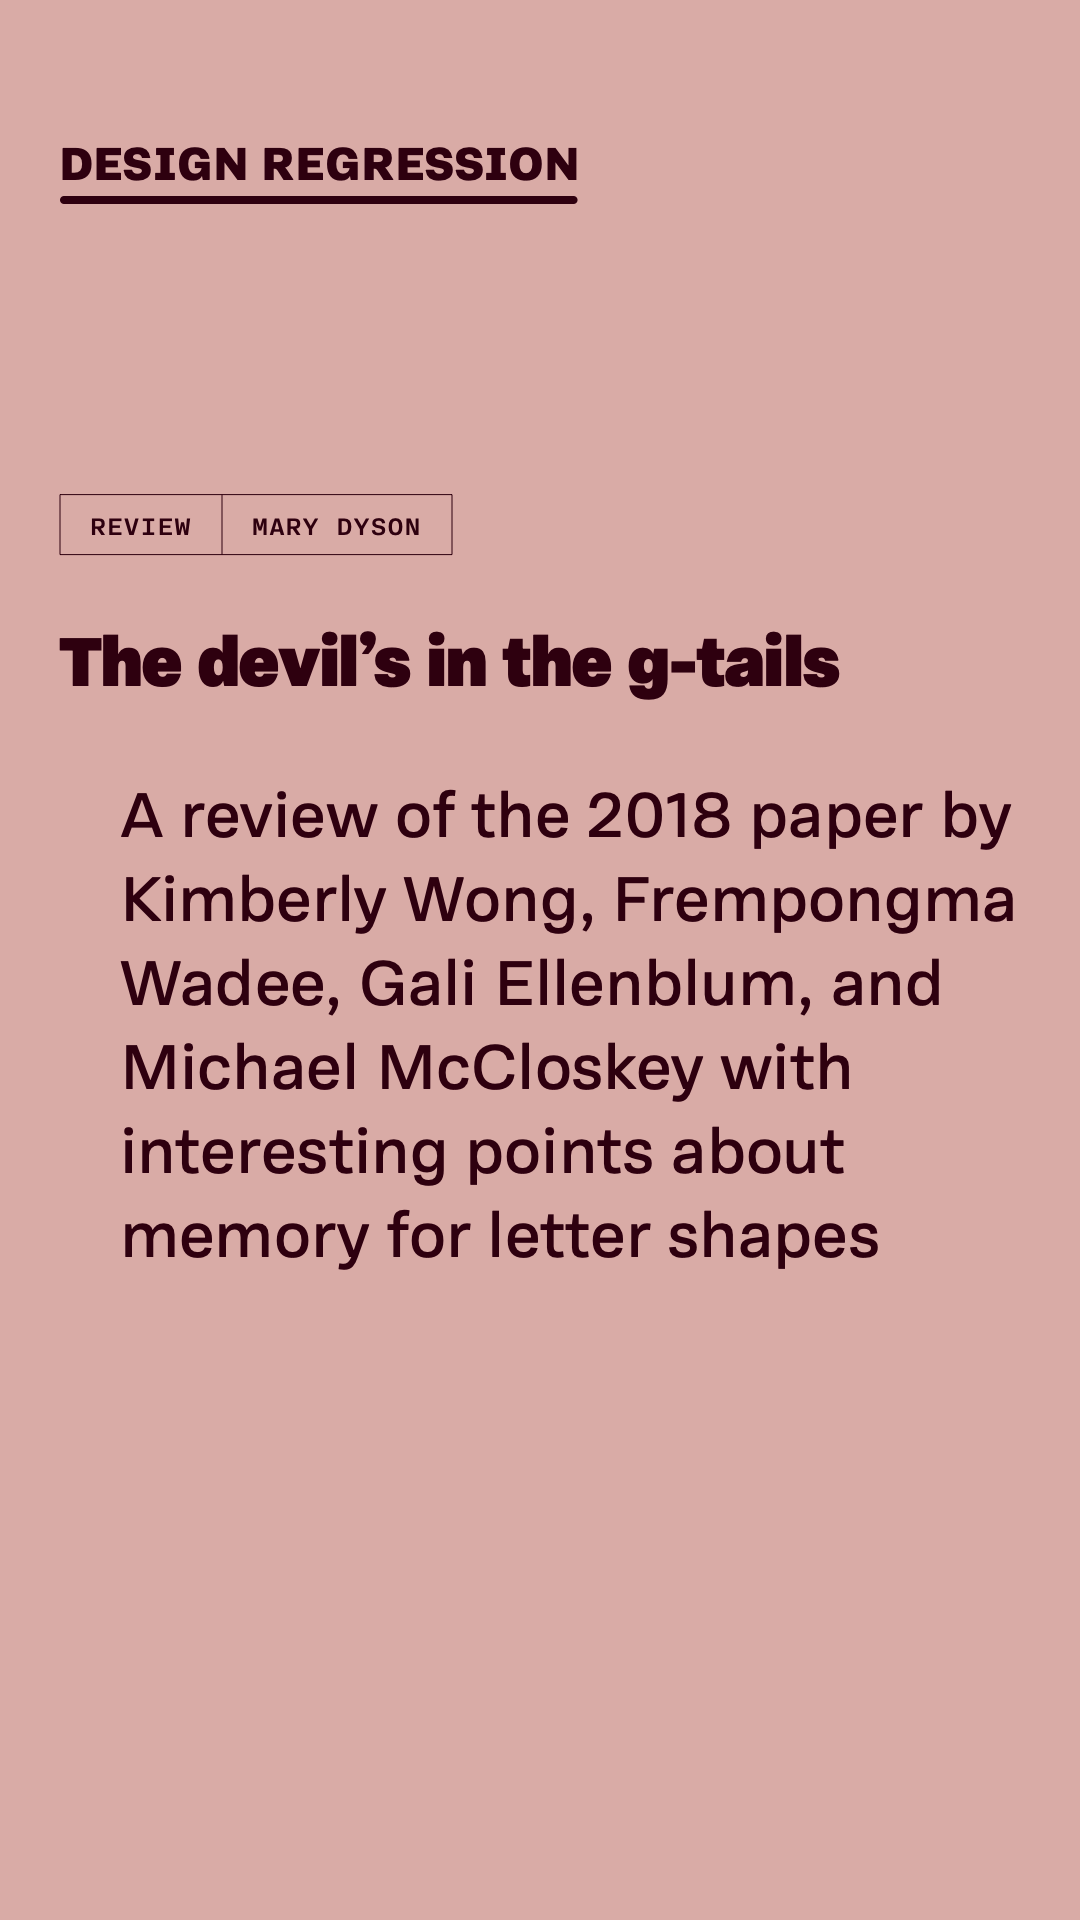 DESIGN REGRESSION
REVIEW MARY DYSON
The devil’s in the g-tails
A review of the 2018 paper by
Kimberly Wong, Frempongma
Wadee, Gali Ellenblum, and
Michael McCloskey with
interesting points about
memory for letter shapes